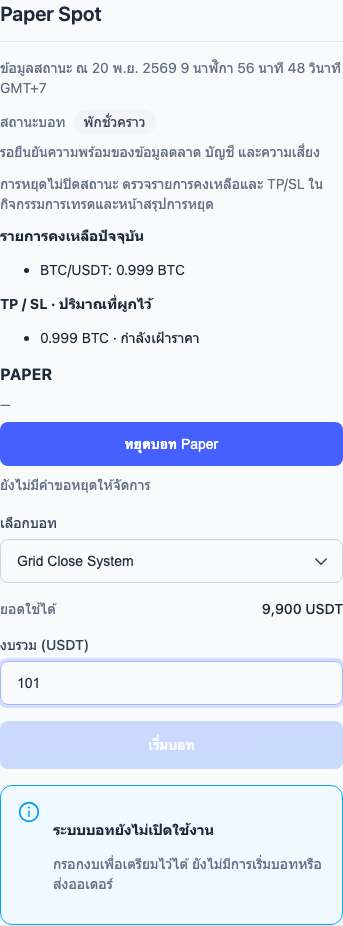 Paper Spot
ข้อมูลสถานะ ณ 20 พ.ย. 2569 9 นาฬิกา 56 นาที 48 วินาที
GMT+7
สถานะบอท พักชั่วคราว
รอยืนยันความพร้อมของข้อมูลตลาด บัญชี และความเสี่ยง
การหยุดไม่ปิดสถานะ ตรวจรายการคงเหลือและ TP/SL ใน
กิจกรรมการเทรดและหน้าสรุปการหยุด
รายการคงเหลือปัจจุบัน
• BTC/USDT: 0.999 BTC
TP / SL · ปริมาณที่ผูกไว้
• 0.999 BTC · กำลังเฝ้าราคา
PAPER
—
หยุดบอท Paper
ยังไม่มีคำขอหยุดให้จัดการ
เลือกบอท
Grid Close System
ยอดใช้ได้ 9,900 USDT
งบรวม (USDT)
101
เริ่มบอท
ระบบบอทยังไม่เปิดใช้งาน
กรอกงบเพื่อเตรียมไว้ได้ ยังไม่มีการเริ่มบอทหรือ
ส่งออเดอร์